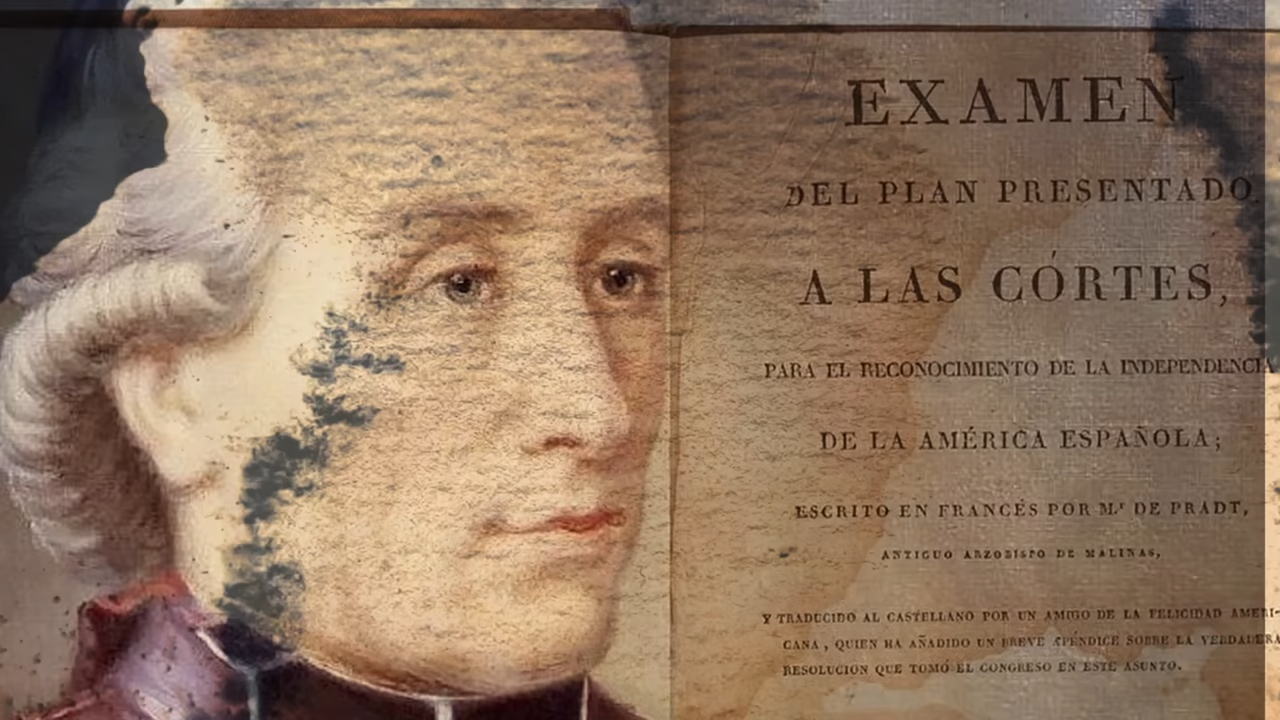 EXAMEN
DEL PLAN PRESENTADO
A LAS CÓRTES,
PARA EL RECONOCIMIENTO DE LA INDEPENDENCIA
DE LA AMÉRICA ESPAÑOLA;
ESCRITO EN FRANCÉS POR M.r DE PRADT,
ANTIGUO ARZOBISPO DE MALINAS,
Y TRADUCIDO AL CASTELLANO POR UN AMIGO DE LA FELICIDAD AMERI-
CANA, QUIEN HA AÑADIDO UN BREVE APÉNDICE SOBRE LA VERDADERA
RESOLUCION QUE TOMÓ EL CONGRESO EN ESTE ASUNTO.